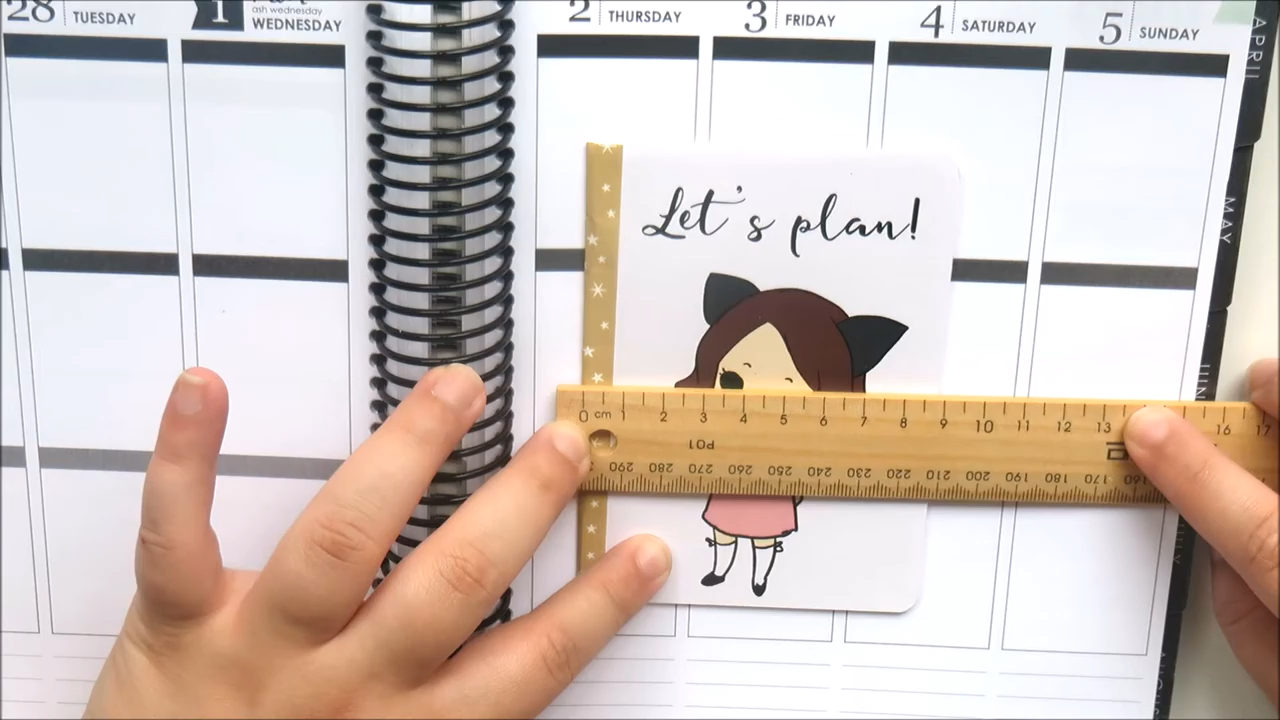 28 TUESDAY
1 ash wednesday
WEDNESDAY
2 THURSDAY
3 FRIDAY
4 SATURDAY
5 SUNDAY
APRIL
MAY
Let's plan!
0 cm 1 2 3 4 5 6 7 8 9 10 11 12 13 16 17
P01
290 280 270 260 250 240 230 220 210 200 190 180 170 160